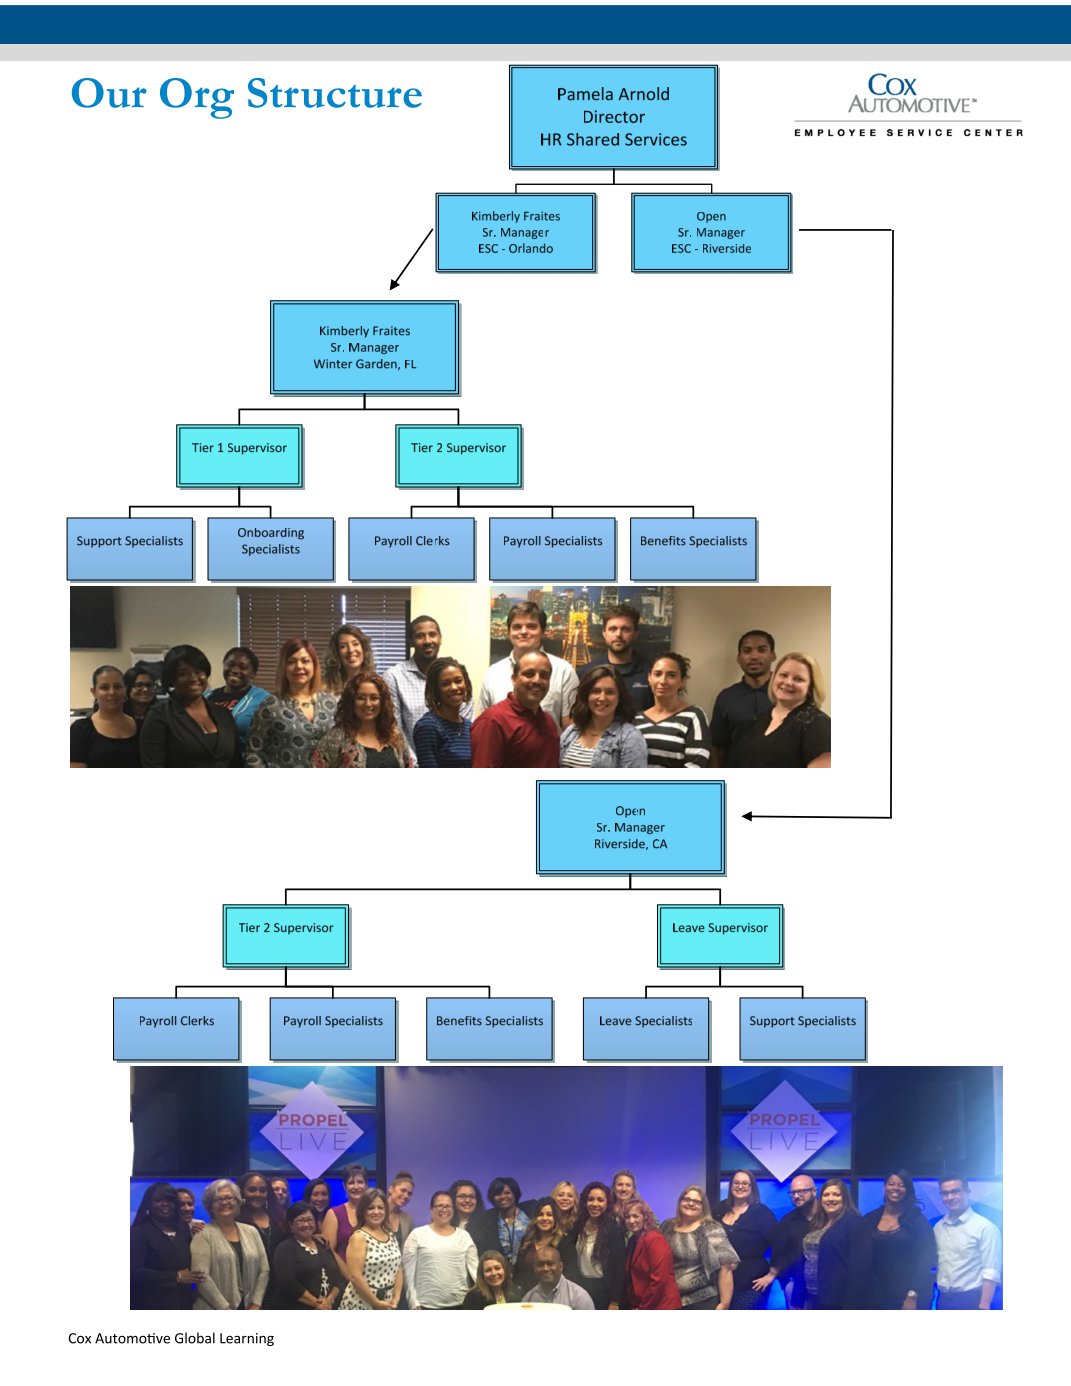 Our Org Structure
Pamela Arnold
Director
HR Shared Services
COX
AUTOMOTIVE™
EMPLOYEE SERVICE CENTER
Kimberly Fraites
Sr. Manager
ESC - Orlando
Open
Sr. Manager
ESC - Riverside
Kimberly Fraites
Sr. Manager
Winter Garden, FL
Tier 1 Supervisor
Tier 2 Supervisor
Support Specialists
Onboarding
Specialists
Payroll Clerks
Payroll Specialists
Benefits Specialists
Open
Sr. Manager
Riverside, CA
Tier 2 Supervisor
Leave Supervisor
Payroll Clerks
Payroll Specialists
Benefits Specialists
Leave Specialists
Support Specialists
PROPEL
LIVE
PROPEL
LIVE
Cox Automotive Global Learning